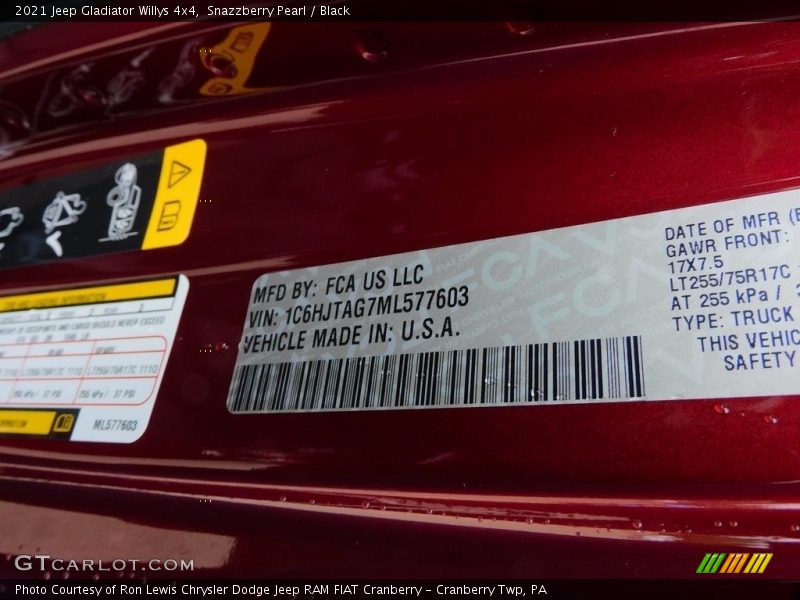 2021 Jeep Gladiator Willys 4x4, Snazzberry Pearl / Black
MFD BY: FCA US LLC
VIN: 1C6HJTAG7ML577603
VEHICLE MADE IN: U.S.A.
DATE OF MFR
GAWR FRONT:
17X7.5
LT255/75R17C
AT 255 kPa /
TYPE: TRUCK
THIS VEHIC
SAFETY
ML577603
GTCARLOT.COM
Photo Courtesy of Ron Lewis Chrysler Dodge Jeep RAM FIAT Cranberry – Cranberry Twp, PA